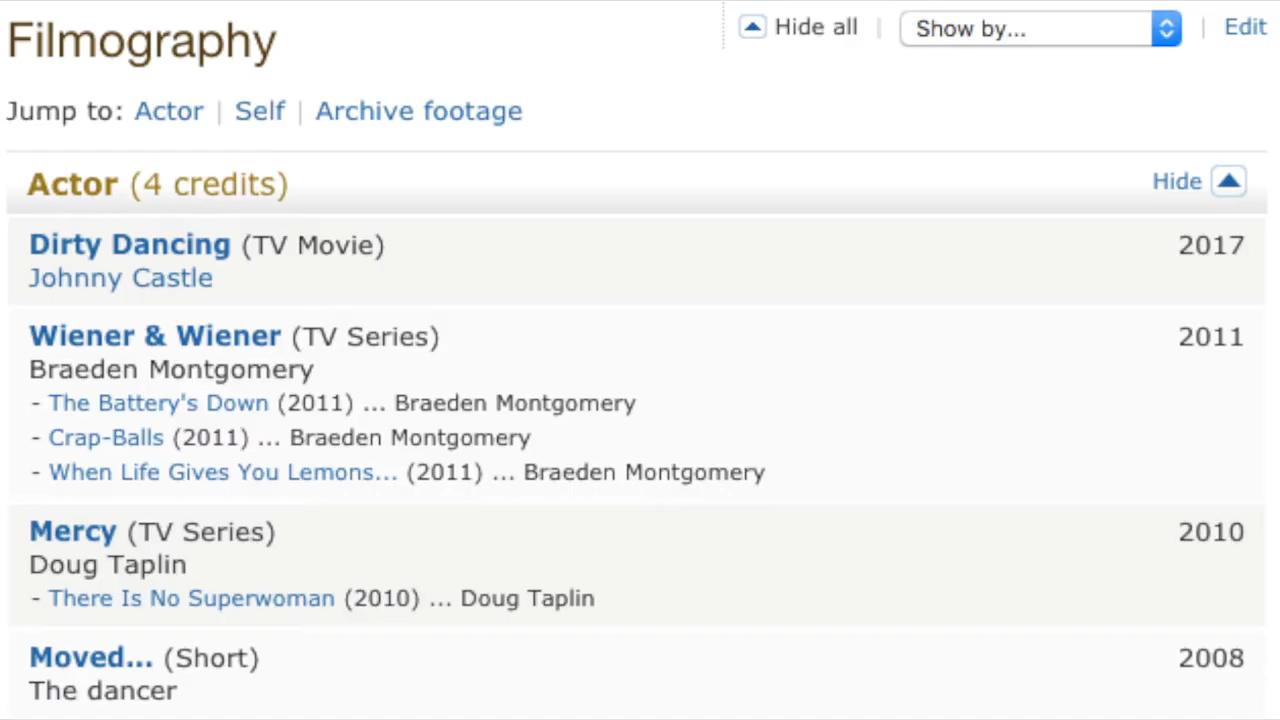 Filmography
Hide all | Show by... | Edit
Jump to: Actor | Self | Archive footage
Actor (4 credits) Hide
Dirty Dancing (TV Movie) 2017
Johnny Castle
Wiener & Wiener (TV Series) 2011
Braeden Montgomery
- The Battery's Down (2011) ... Braeden Montgomery
- Crap-Balls (2011) ... Braeden Montgomery
- When Life Gives You Lemons... (2011) ... Braeden Montgomery
Mercy (TV Series) 2010
Doug Taplin
- There Is No Superwoman (2010) ... Doug Taplin
Moved... (Short) 2008
The dancer